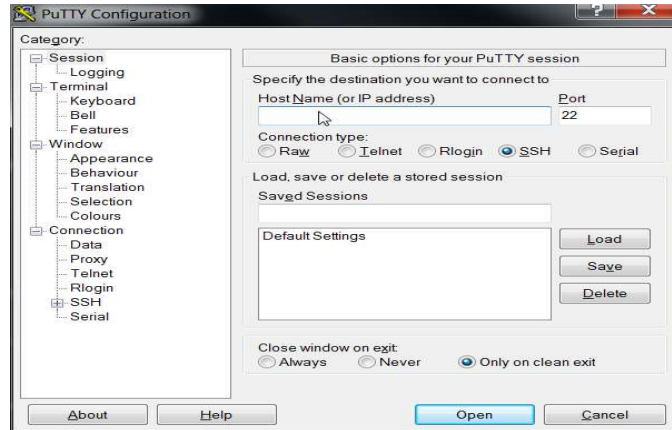 PuTTY Configuration
Category:
Session
Logging
Terminal
Keyboard
Bell
Features
Window
Appearance
Behaviour
Translation
Selection
Colours
Connection
Data
Proxy
Telnet
Rlogin
SSH
Serial
Basic options for your PuTTY session
Specify the destination you want to connect to
Host Name (or IP address) Port
22
Connection type:
Raw Telnet Rlogin SSH Serial
Load, save or delete a stored session
Saved Sessions
Default Settings
Load
Save
Delete
Close window on exit:
Always Never Only on clean exit
About Help Open Cancel